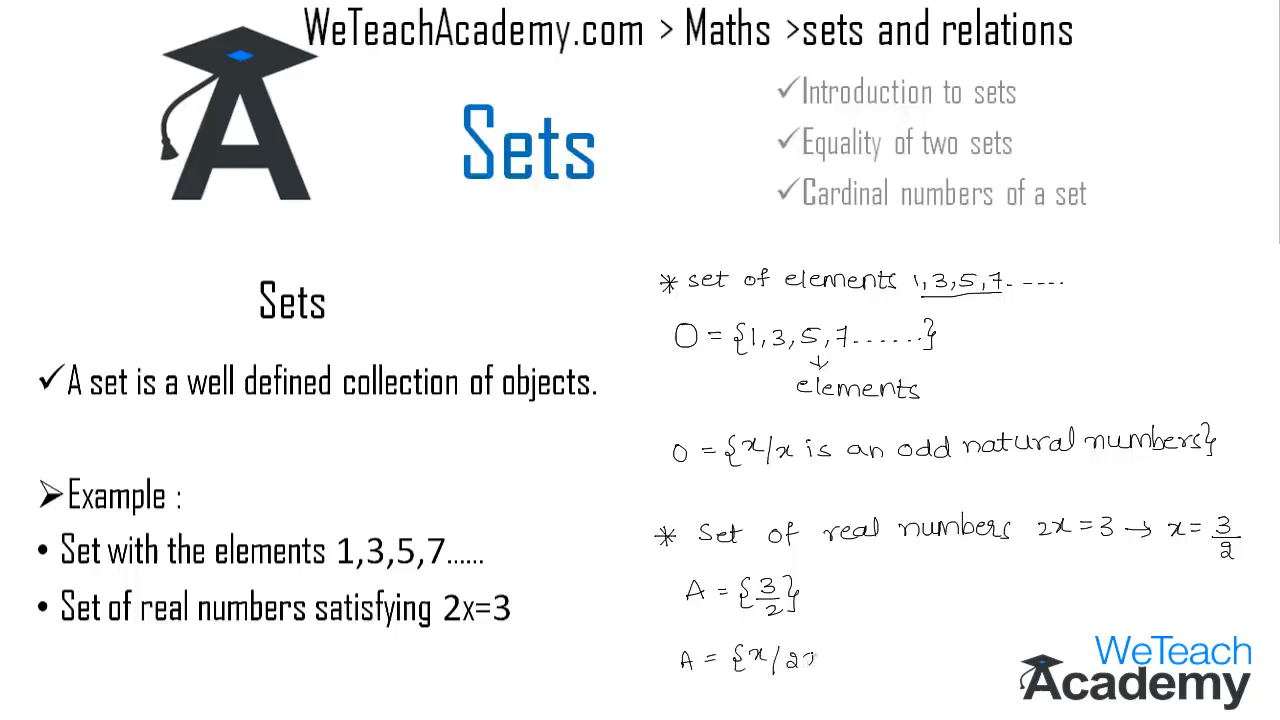 WeTeachAcademy.com > Maths >sets and relations
Sets
✓Introduction to sets
✓Equality of two sets
✓Cardinal numbers of a set
Sets
✓A set is a well defined collection of objects.
➢Example :
• Set with the elements 1,3,5,7......
• Set of real numbers satisfying 2x=3
* set of elements 1,3,5,7......
O = {1,3,5,7.......}
↓
elements
O = {x/x is an odd natural numbers}
* Set of real numbers 2x=3 → x=3/2
A = {3/2}
A = {x/2x
WeTeach
Academy